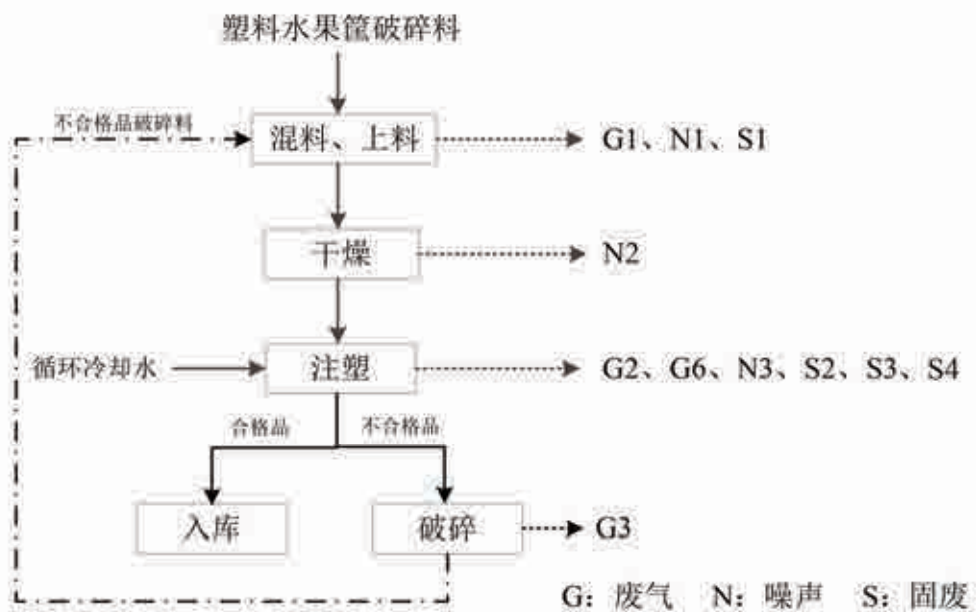 塑料水果筐破碎料
不合格品破碎料
混料、上料
G1、N1、S1
干燥
N2
循环冷却水
注塑
G2、G6、N3、S2、S3、S4
合格品
不合格品
入库
破碎
G3
G：废气 N：噪声 S：固废